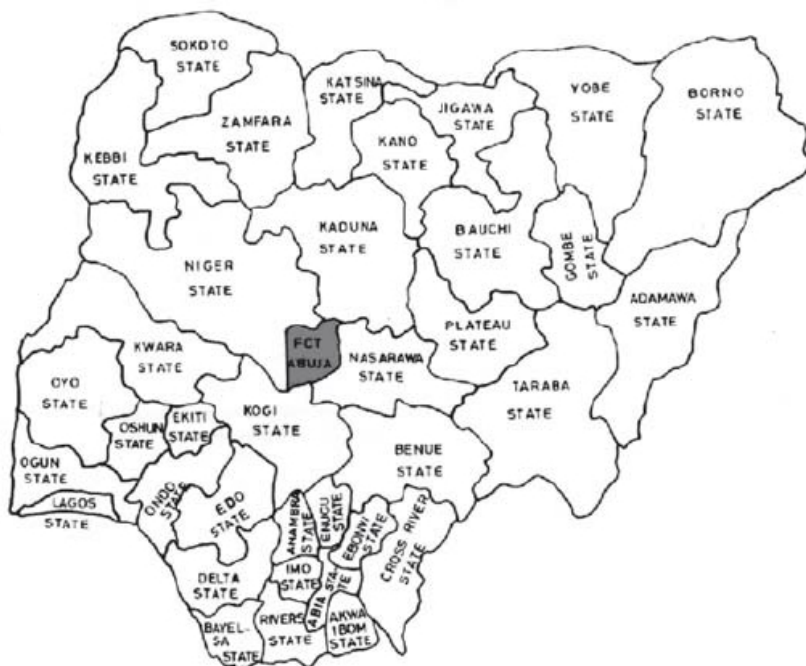 SOKOTO
STATE
KATSINA
STATE
YOBE
STATE
BORNO
STATE
JIGAWA
STATE
ZAMFARA
STATE
KANO
STATE
KEBBI
STATE
KADUNA
STATE
BAUCHI
STATE
GOMBE
STATE
NIGER
STATE
ADAMAWA
STATE
PLATEAU
STATE
FCT
ABUJA
NASARAWA
STATE
KWARA
STATE
TARABA
STATE
OYO
STATE
KOGI
STATE
OSHUN
STATE
EKITI
STATE
BENUE
STATE
OGUN
STATE
LAGOS
STATE
ONDO
STATE
EDO
STATE
ANAMBRA
STATE
ENUGU
STATE
EBONYI
STATE
CROSS RIVER
STATE
DELTA
STATE
IMO
STATE
ABIA STA-
TE
BAYEL-
SA
STATE
RIVERS
STATE
AKWA
IBOM
STATE